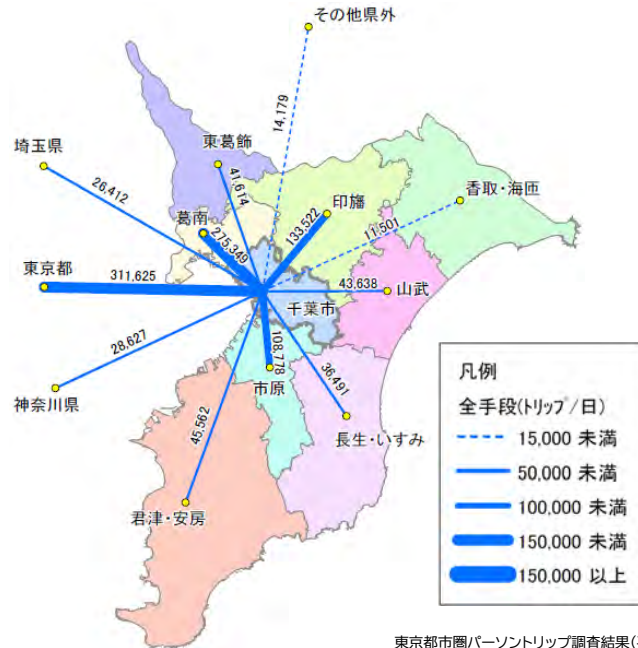 その他県外
14,179
東葛飾
41,614
埼玉県
26,412
香取・海匝
11,501
印旛
133,522
葛南
275,349
東京都
311,625
43,638
山武
千葉市
28,627
神奈川県
108,778
市原
36,491
長生・いすみ
45,562
君津・安房
凡例
全手段(トリップ/日)
15,000 未満
50,000 未満
100,000 未満
150,000 未満
150,000 以上
東京都市圏パーソントリップ調査結果(